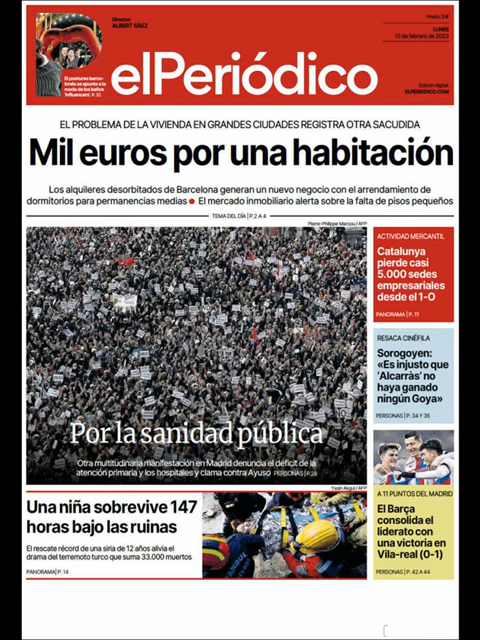 Director:
ALBERT SÁEZ
Precio: 2 €
LUNES
13 de febrero de 2023
elPeriódico
El postureo barce-
lonés se apunta a la
moda de los baños
'influencers'. P. 32
Edición digital:
ELPERIODICO.COM
EL PROBLEMA DE LA VIVIENDA EN GRANDES CIUDADES REGISTRA OTRA SACUDIDA
Mil euros por una habitación
Los alquileres desorbitados de Barcelona generan un nuevo negocio con el arrendamiento de
dormitorios para permanencias medias ● El mercado inmobiliario alerta sobre la falta de pisos pequeños
TEMA DEL DÍA | P. 2 A 4
Pierre-Philippe Marcou / AFP
Por la sanidad pública
Otra multitudinaria manifestación en Madrid denuncia el déficit de la
atención primaria y los hospitales y clama contra Ayuso PERSONAS | P. 28
ACTIVIDAD MERCANTIL
Catalunya
pierde casi
5.000 sedes
empresariales
desde el 1-O
PANORAMA | P. 11
RESACA CINÉFILA
Sorogoyen:
«Es injusto que
'Alcarràs' no
haya ganado
ningún Goya»
PERSONAS | P. 34 Y 35
A 11 PUNTOS DEL MADRID
El Barça
consolida el
liderato con
una victoria en
Vila-real (0-1)
PERSONAS | P. 42 A 44
Yasin Akgul / AFP
Una niña sobrevive 147
horas bajo las ruinas
El rescate récord de una siria de 12 años alivia el
drama del terremoto turco que suma 33.000 muertos
PANORAMA | P. 14